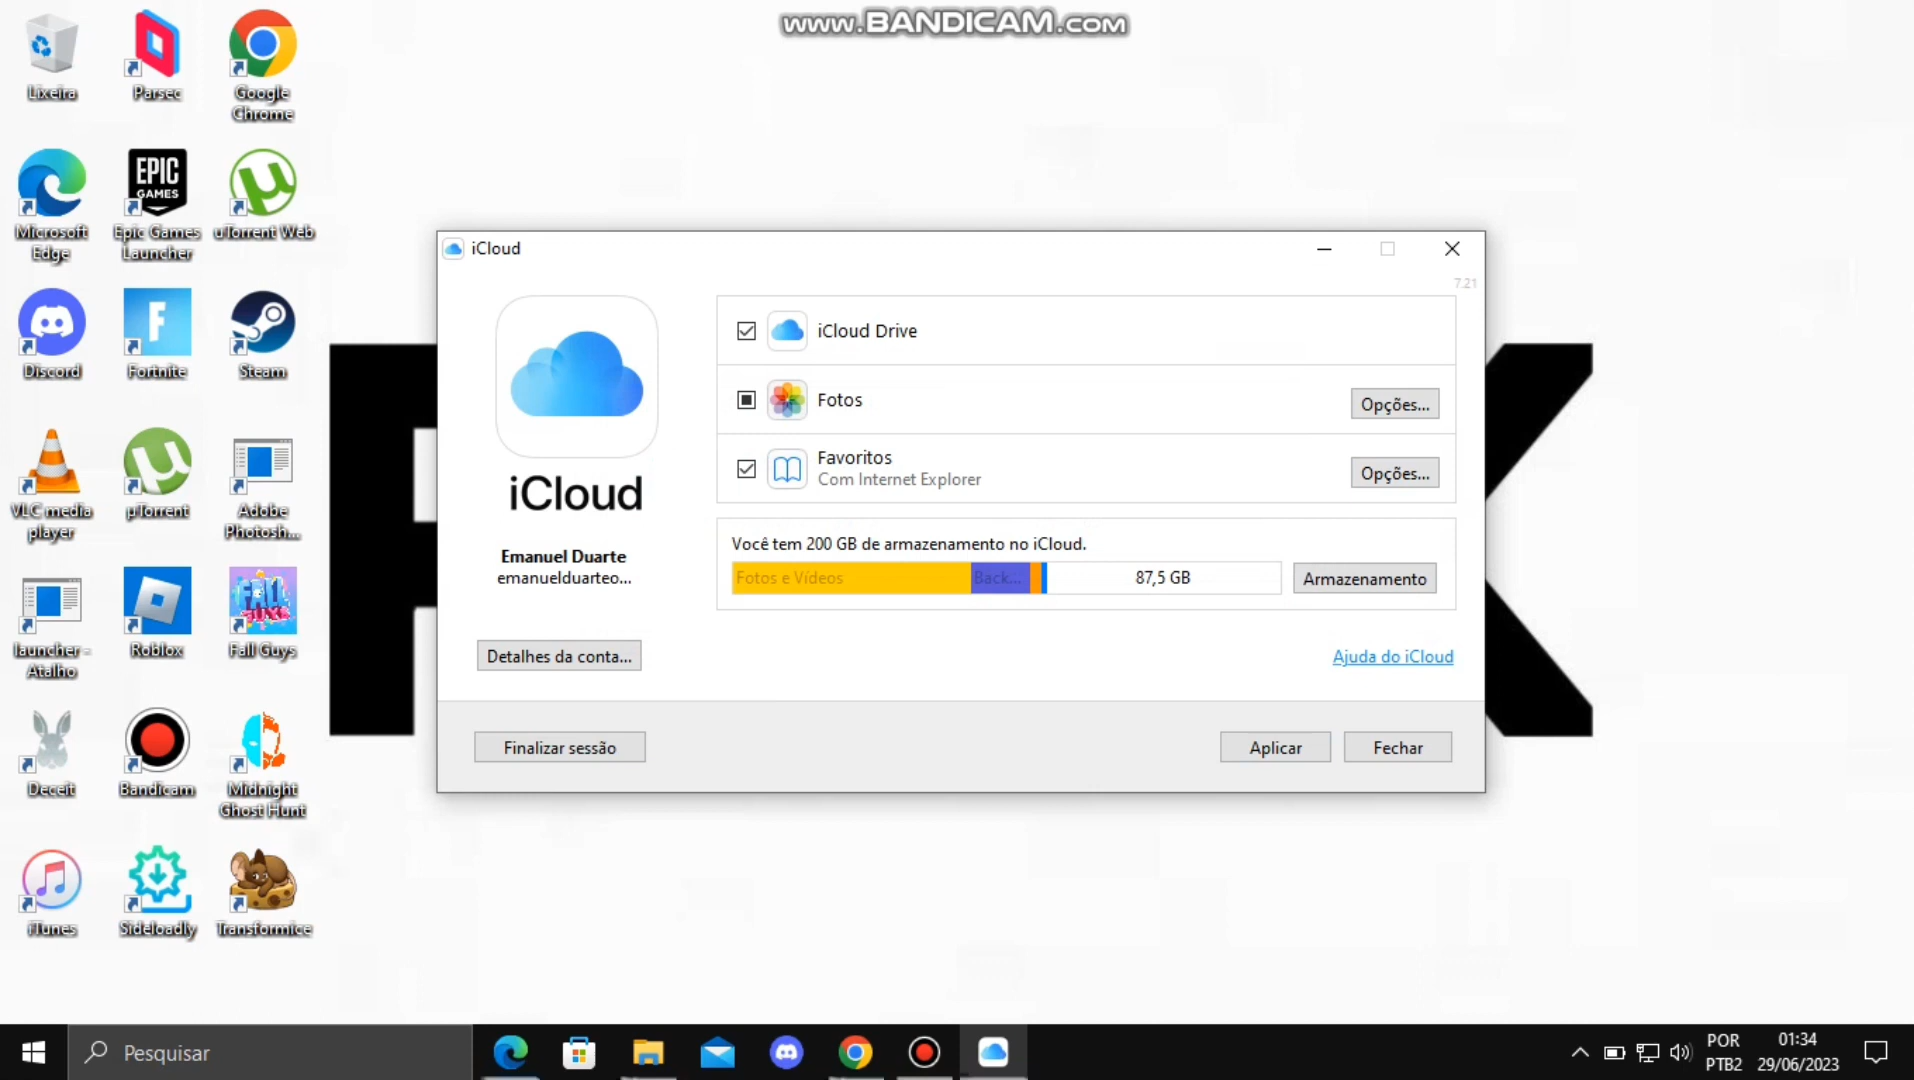 www.BANDICAM.com
Lixeira
Parsec
Google
Chrome
Microsoft
Edge
EPIC
GAMES
Epic Games
Launcher
uTorrent Web
Discord
Fortnite
Steam
VLC media
player
µTorrent
Adobe
Photosh...
launcher -
Atalho
Roblox
Fall Guys
Deceit
Bandicam
Midnight
Ghost Hunt
iTunes
Sideloadly
Transformice
iCloud
7.21
iCloud
Emanuel Duarte
emanuelduarteo...
Detalhes da conta...
iCloud Drive
Fotos
Opções...
Favoritos
Com Internet Explorer
Opções...
Você tem 200 GB de armazenamento no iCloud.
Fotos e Vídeos
Back...
87,5 GB
Armazenamento
Ajuda do iCloud
Finalizar sessão
Aplicar
Fechar
Pesquisar
POR
PTB2
01:34
29/06/2023